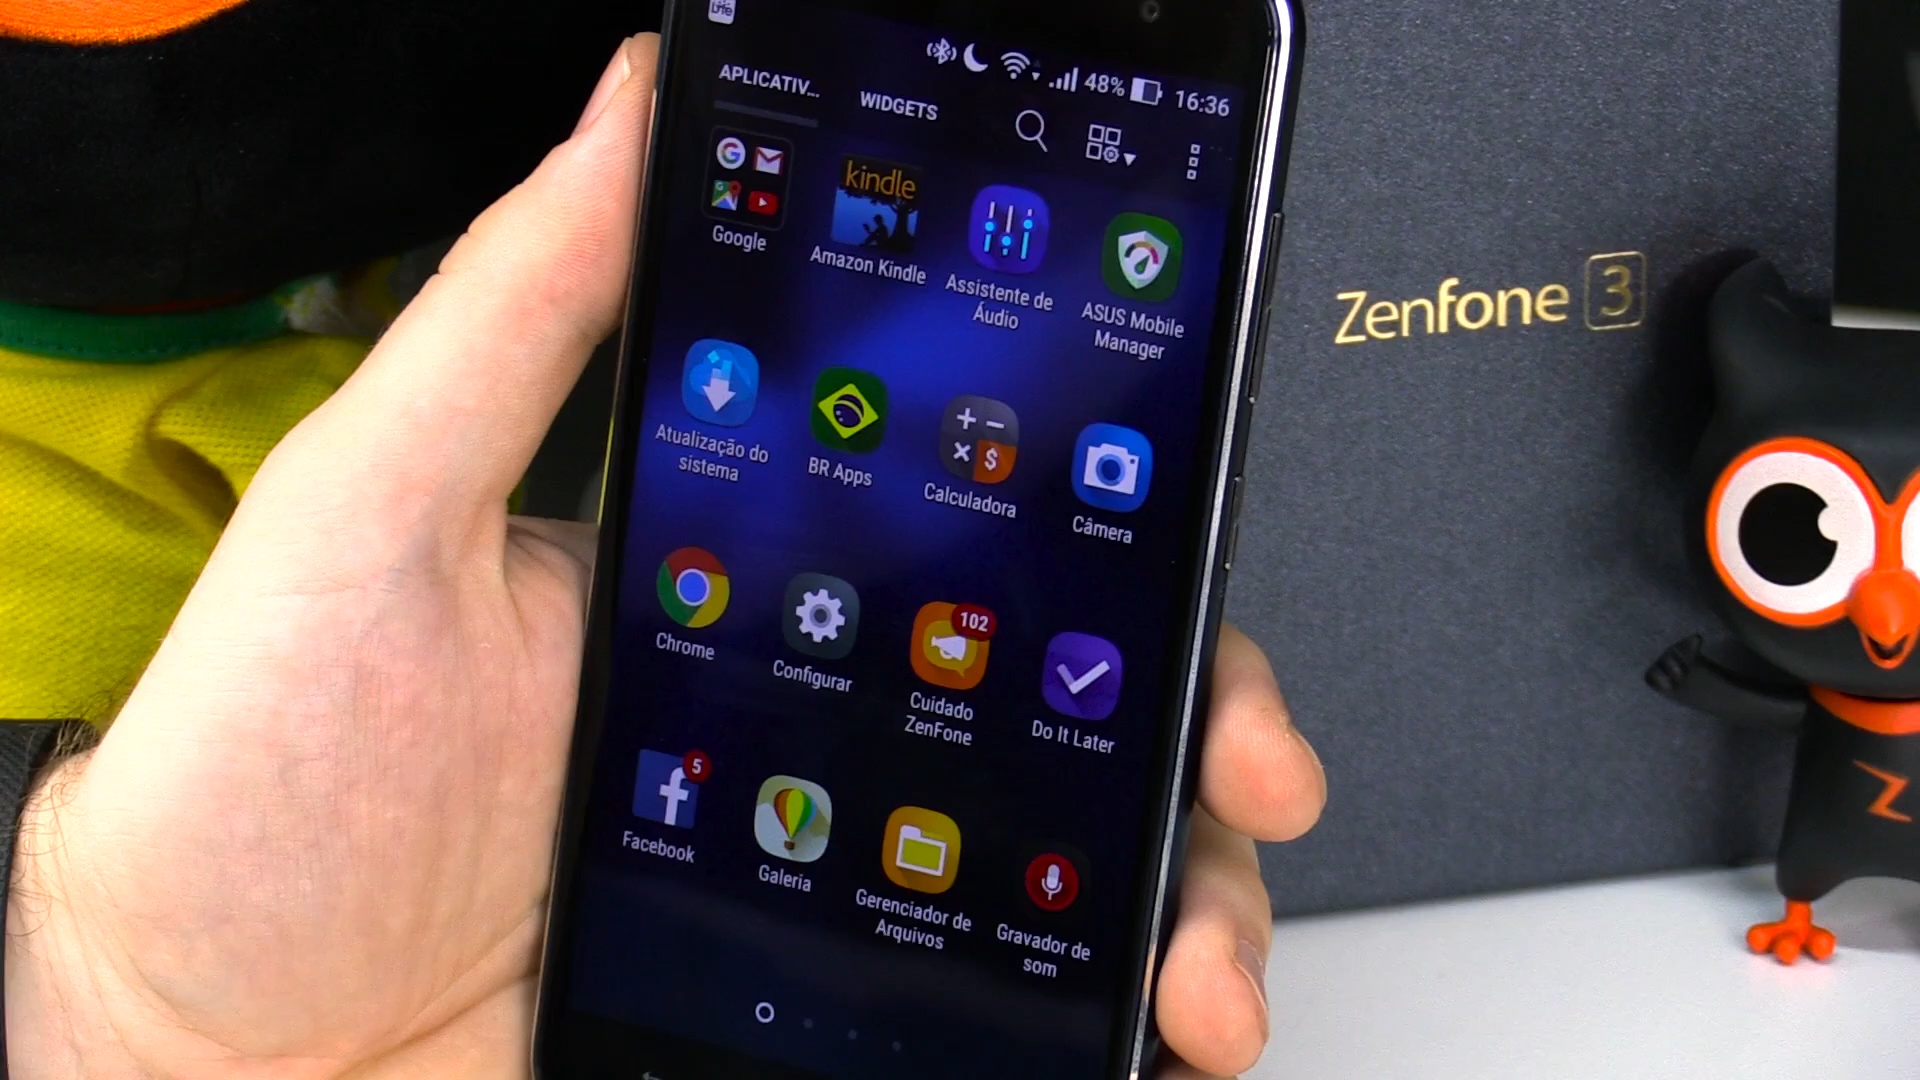 Life
48% 16:36
APLICATIV... WIDGETS
Google
kindle
Amazon Kindle
Assistente de
Áudio
ASUS Mobile
Manager
Atualização do
sistema
BR Apps
Calculadora
Câmera
Chrome
Configurar
102
Cuidado
ZenFone
Do It Later
5
Facebook
Galeria
Gerenciador de
Arquivos
Gravador de
som
Zenfone 3